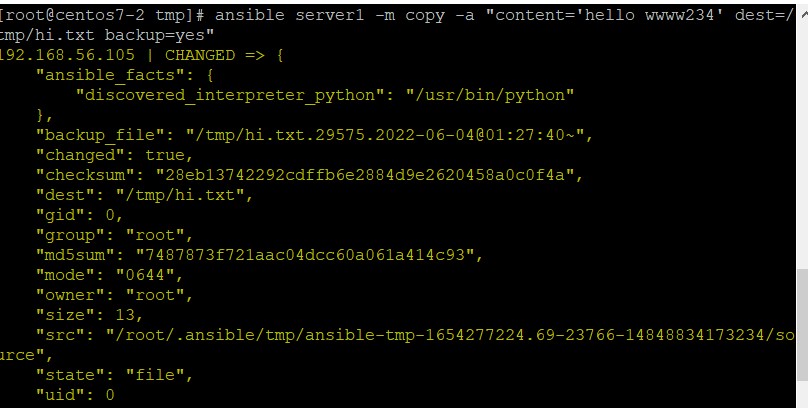 [root@centos7-2 tmp]# ansible server1 -m copy -a "content='hello wwww234' dest=/
tmp/hi.txt backup=yes"
192.168.56.105 | CHANGED => {
    "ansible_facts": {
        "discovered_interpreter_python": "/usr/bin/python"
    },
    "backup_file": "/tmp/hi.txt.29575.2022-06-04@01:27:40~",
    "changed": true,
    "checksum": "28eb13742292cdffb6e2884d9e2620458a0c0f4a",
    "dest": "/tmp/hi.txt",
    "gid": 0,
    "group": "root",
    "md5sum": "7487873f721aac04dcc60a061a414c93",
    "mode": "0644",
    "owner": "root",
    "size": 13,
    "src": "/root/.ansible/tmp/ansible-tmp-1654277224.69-23766-14848834173234/so
urce",
    "state": "file",
    "uid": 0